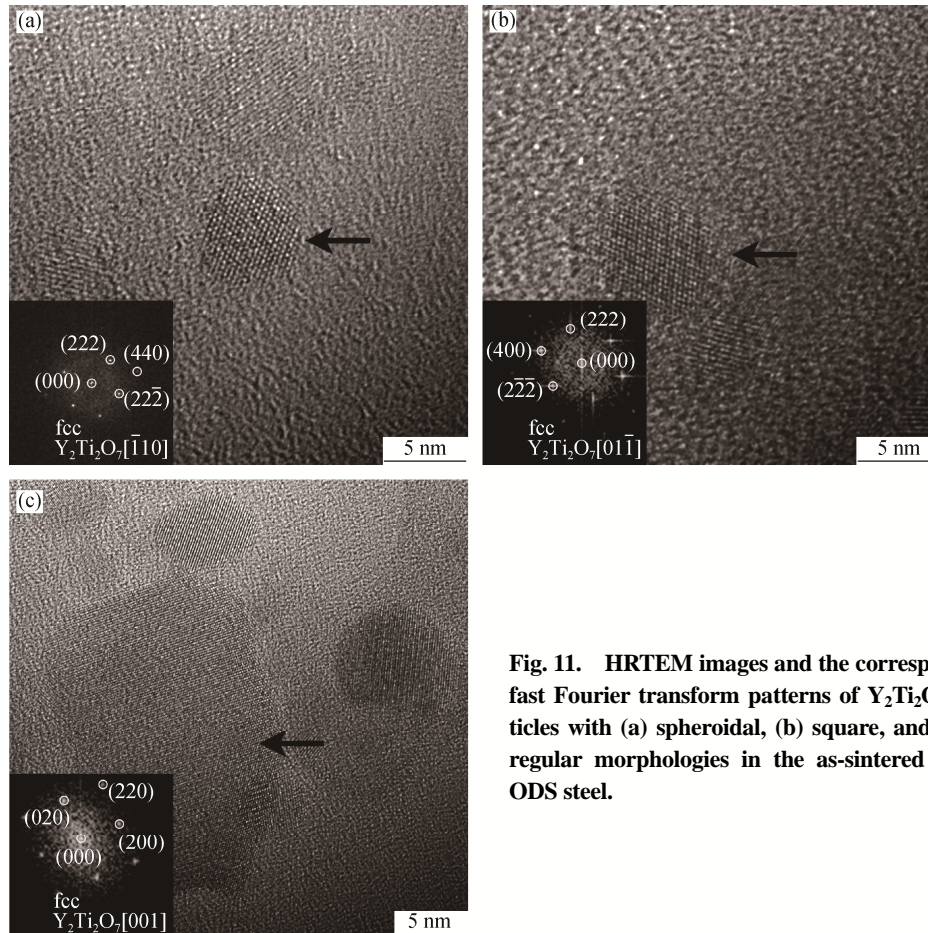 (a)
(222)
(440)
(000)
(222̅)
fcc
Y₂Ti₂O₇[1̅10]
5 nm
(b)
(222)
(400)
(000)
(22̅2̅)
fcc
Y₂Ti₂O₇[011̅]
5 nm
(c)
(220)
(020)
(200)
(000)
fcc
Y₂Ti₂O₇[001]
5 nm
Fig. 11. HRTEM images and the corresp
fast Fourier transform patterns of Y₂Ti₂O
ticles with (a) spheroidal, (b) square, and
regular morphologies in the as-sintered
ODS steel.